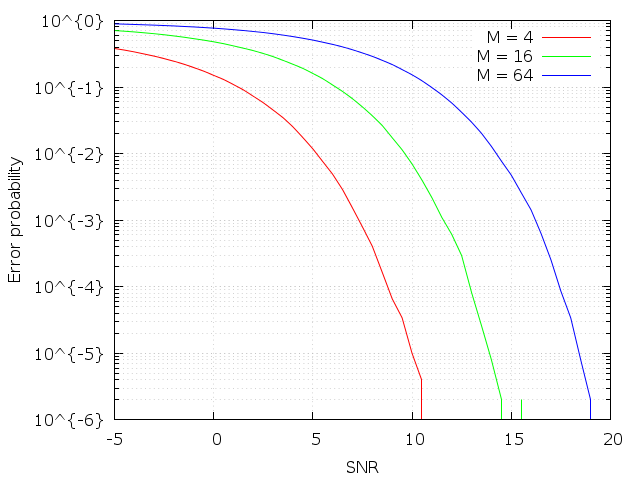 10^{0}
10^{-1}
10^{-2}
10^{-3}
10^{-4}
10^{-5}
10^{-6}
Error probability
M = 4
M = 16
M = 64
-5 0 5 10 15 20
SNR